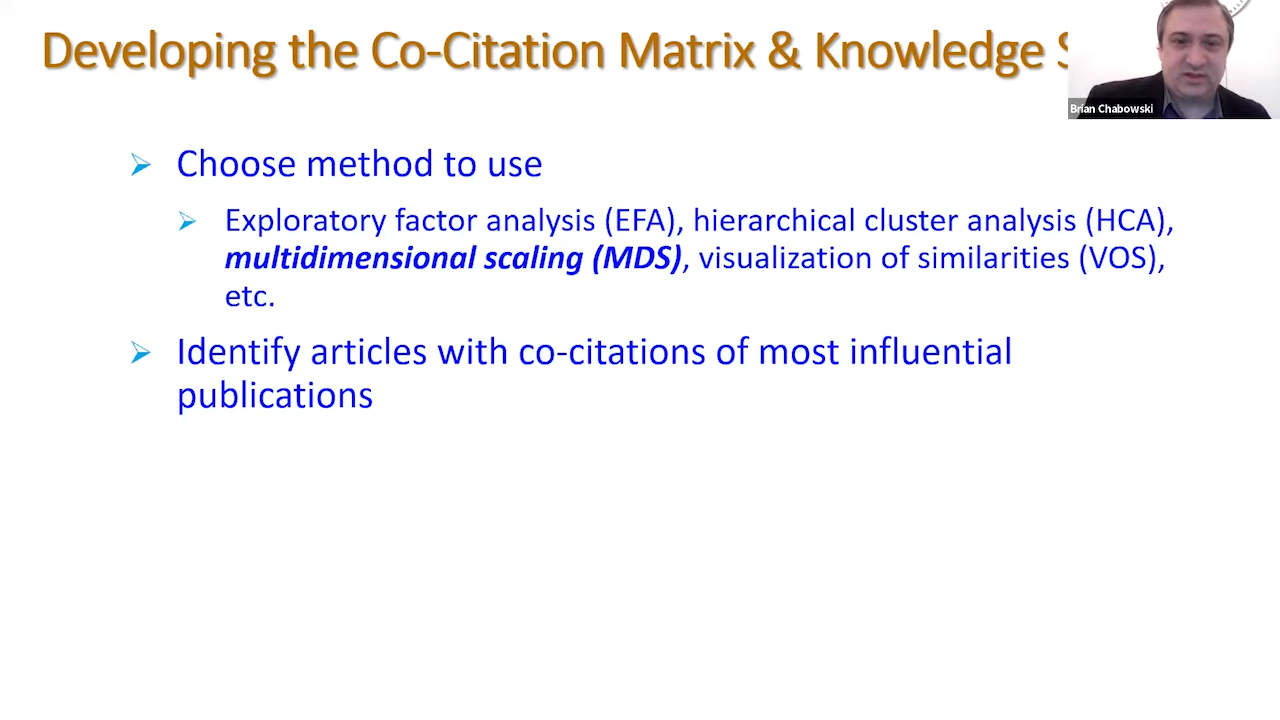 Developing the Co-Citation Matrix & Knowledge
Brian Chabowski
Choose method to use
Exploratory factor analysis (EFA), hierarchical cluster analysis (HCA),
multidimensional scaling (MDS), visualization of similarities (VOS),
etc.
Identify articles with co-citations of most influential
publications